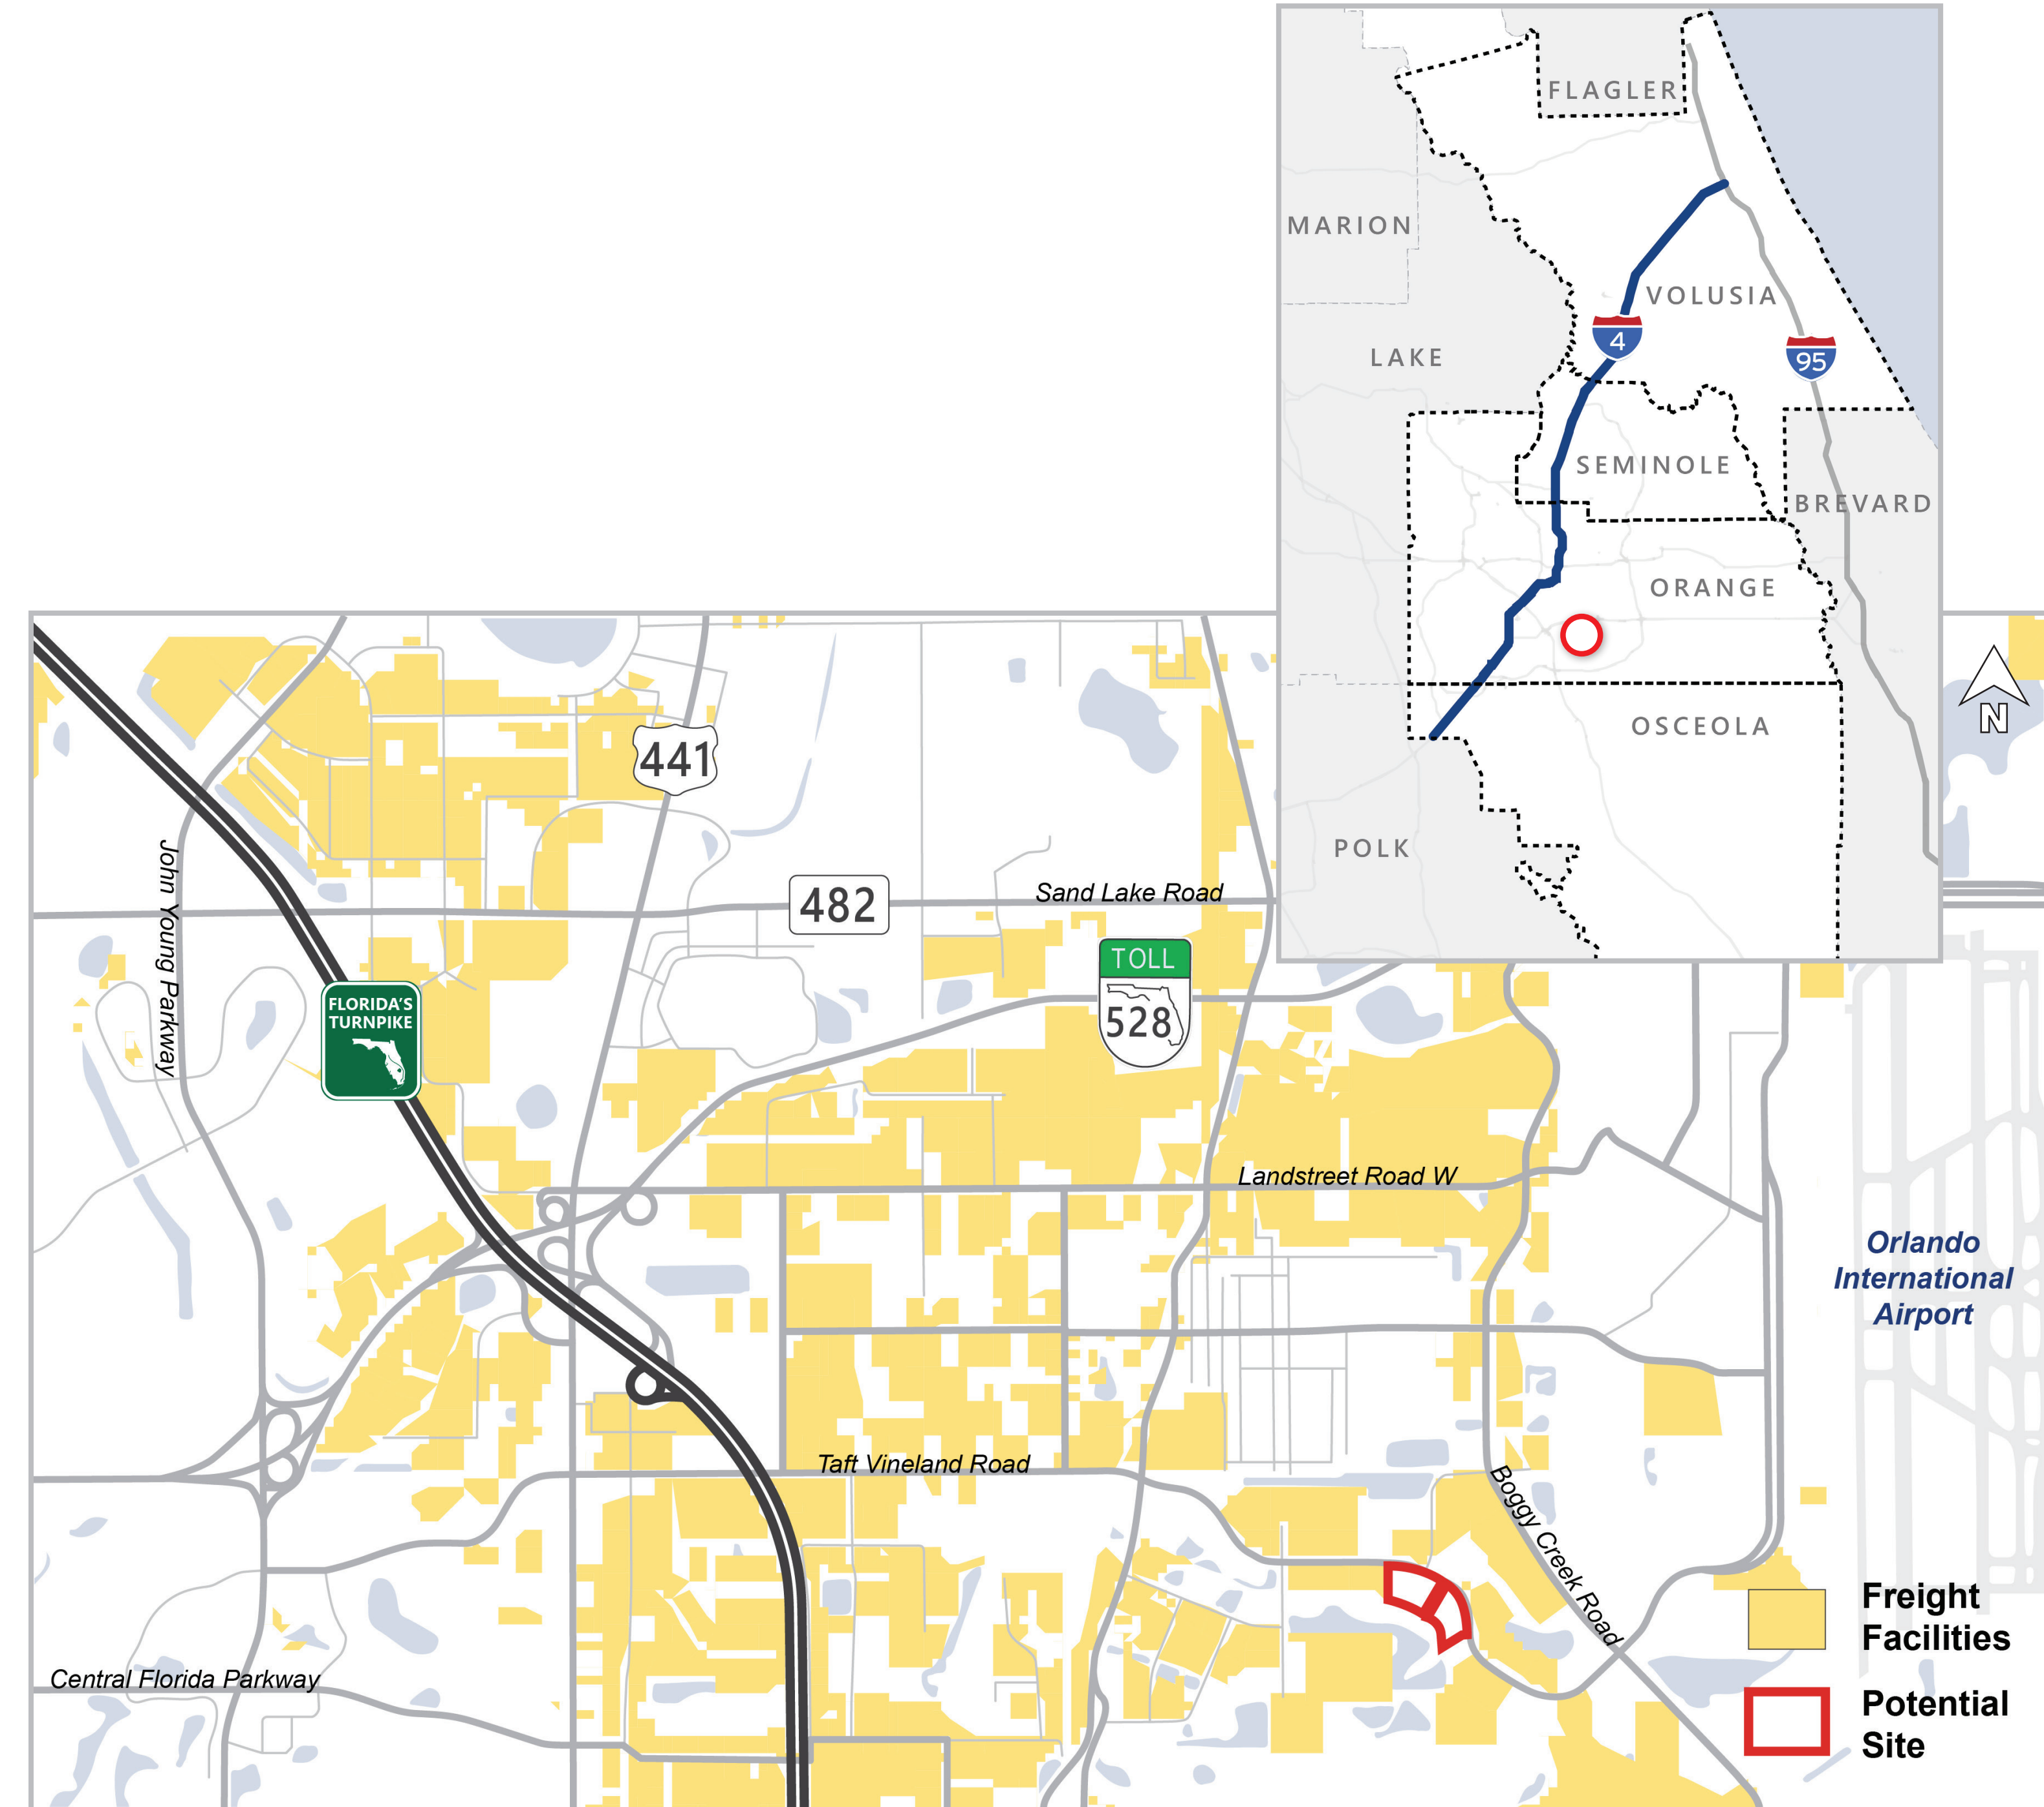 FLAGLER
MARION
VOLUSIA
4
95
LAKE
SEMINOLE
BREVARD
ORANGE
OSCEOLA
POLK
N
441
John Young Parkway
482
Sand Lake Road
TOLL
528
FLORIDA'S
TURNPIKE
Landstreet Road W
Orlando
International
Airport
Taft Vineland Road
Boggy Creek Road
Central Florida Parkway
Freight
Facilities
Potential
Site